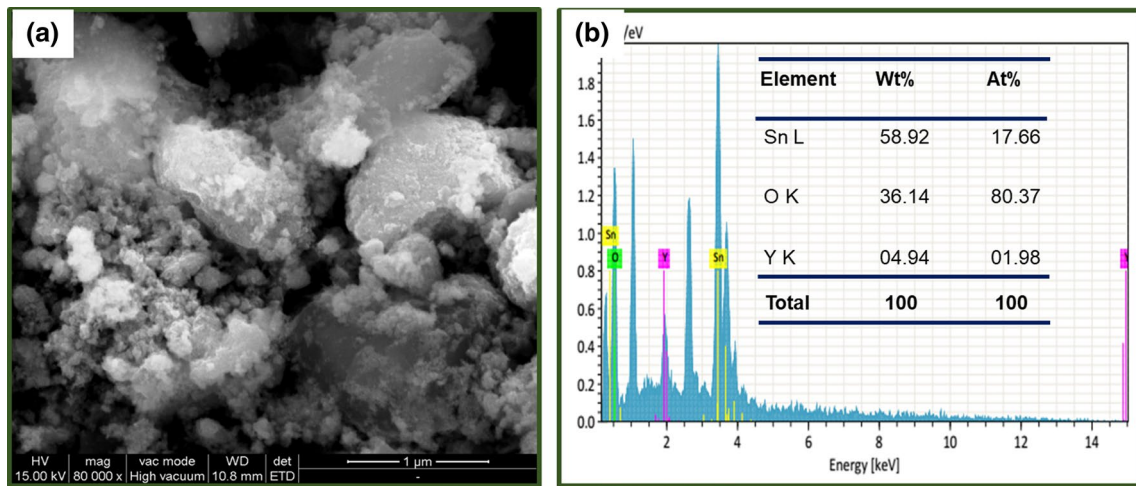 (a)
HV mag vac mode WD det
15.00 kV 80 000 x High vacuum 10.8 mm ETD
1 µm
-
(b)
/eV
Element Wt% At%
Sn L 58.92 17.66
O K 36.14 80.37
Y K 04.94 01.98
Total 100 100
1.8
1.6
1.4
1.2
1.0
0.8
0.6
0.4
0.2
0.0
Sn
O
Y
Sn
Y
2 4 6 8 10 12 14
Energy [keV]